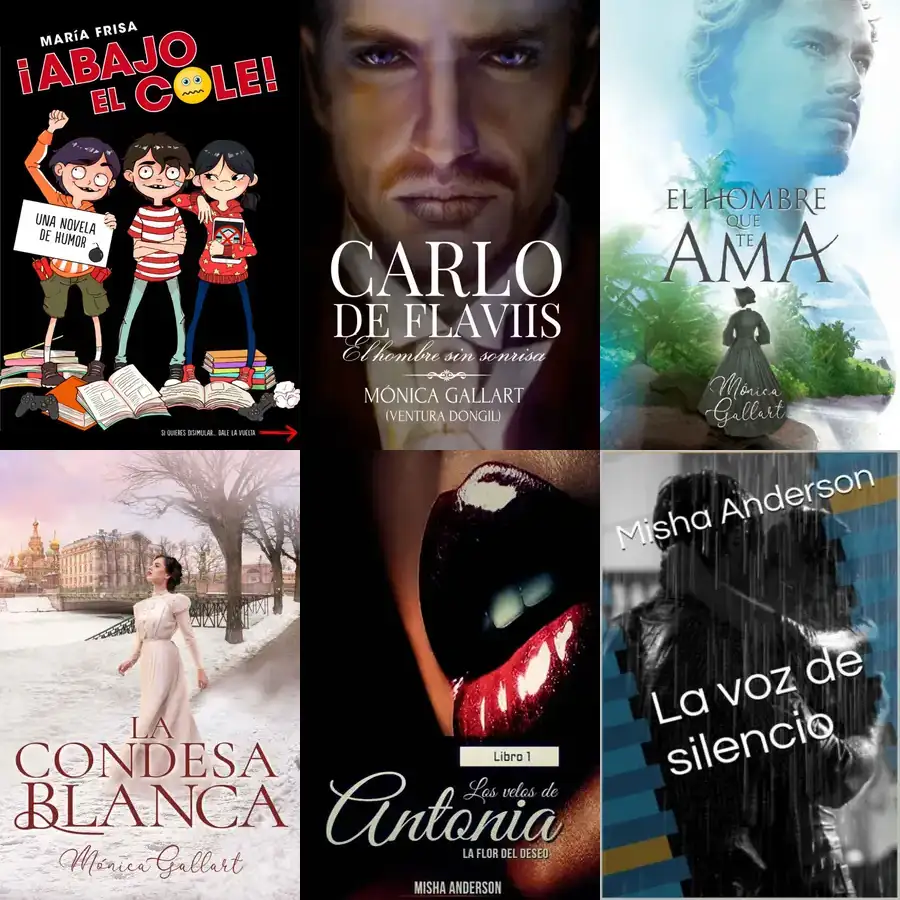 MARÍA FRISA
¡ABAJO
EL COLE!
UNA NOVELA
DE HUMOR
SI QUIERES DISIMULAR... DALE LA VUELTA
CARLO
DE FLAVIIS
El hombre sin sonrisa
MÓNICA GALLART
(VENTURA DONGIL)
EL HOMBRE
QUE
TE
AMA
Mónica
Gallart
LA
CONDESA
BLANCA
Mónica Gallart
Libro 1
Los velos de
Antonia
LA FLOR DEL DESEO
MISHA ANDERSON
Misha Anderson
La voz de
silencio